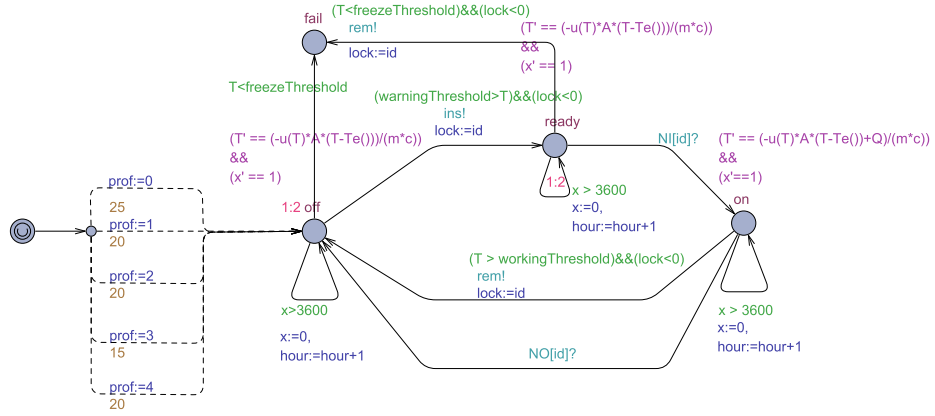 fail
(T<freezeThreshold)&&(lock<0)
rem!
lock:=id
(T' == (-u(T)*A*(T-Te()))/(m*c))
&&
(x' == 1)
T<freezeThreshold
(warningThreshold>T)&&(lock<0)
ins!
lock:=id
ready
(T' == (-u(T)*A*(T-Te()))/(m*c))
&&
(x' == 1)
NI[id]?
(T' == (-u(T)*A*(T-Te())+Q)/(m*c))
&&
(x'==1)
1:2
x > 3600
x:=0,
hour:=hour+1
on
1:2 off
prof:=0
25
prof:=1
20
prof:=2
20
prof:=3
15
prof:=4
20
(T > workingThreshold)&&(lock<0)
rem!
lock:=id
x>3600
x:=0,
hour:=hour+1
x > 3600
x:=0,
hour:=hour+1
NO[id]?